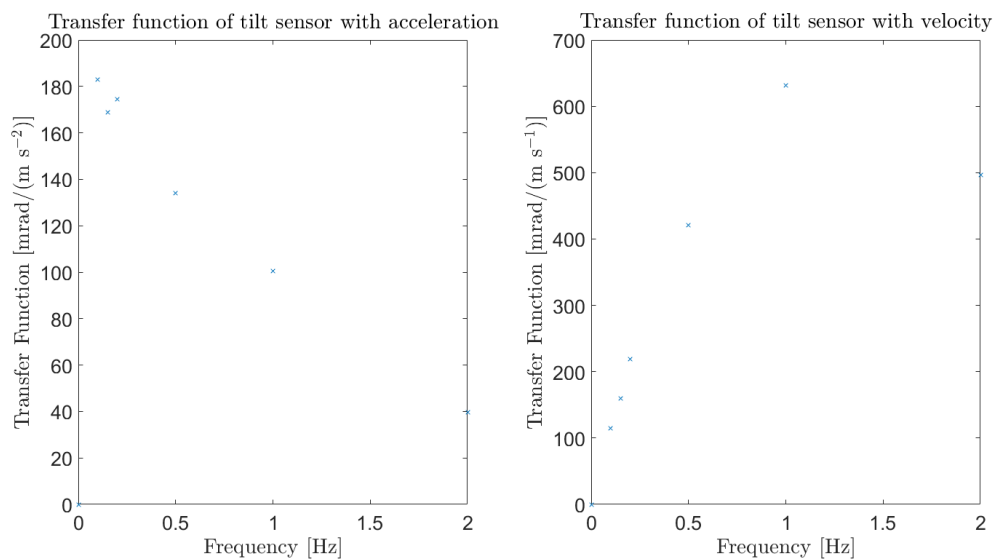 Transfer function of tilt sensor with acceleration
Transfer Function [mrad/(m s⁻²)]
200
180
160
140
120
100
80
60
40
20
0
0 0.5 1 1.5 2
Frequency [Hz]
Transfer function of tilt sensor with velocity
Transfer Function [mrad/(m s⁻¹)]
700
600
500
400
300
200
100
0
0 0.5 1 1.5 2
Frequency [Hz]